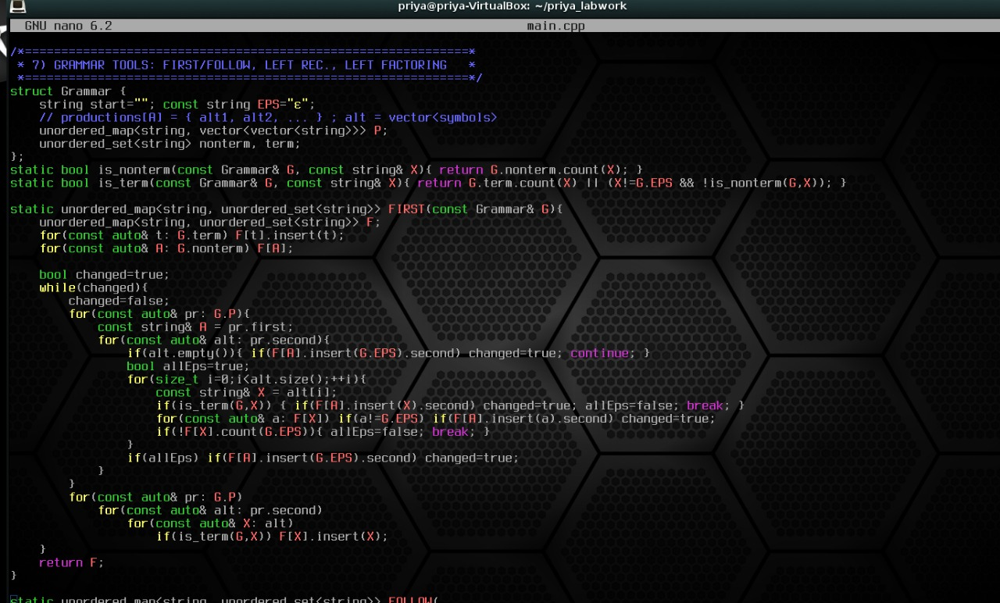 priya@priya-VirtualBox: ~/priya_labwork
GNU nano 6.2 main.cpp
/*=============================================================*
 * 7) GRAMMAR TOOLS: FIRST/FOLLOW, LEFT REC., LEFT FACTORING   *
 *=============================================================*/
struct Grammar {
    string start=""; const string EPS="ε";
    // productions[A] = { alt1, alt2, ... } ; alt = vector<symbols>
    unordered_map<string, vector<vector<string>>> P;
    unordered_set<string> nonterm, term;
};
static bool is_nonterm(const Grammar& G, const string& X){ return G.nonterm.count(X); }
static bool is_term(const Grammar& G, const string& X){ return G.term.count(X) || (X!=G.EPS && !is_nonterm(G,X)); }

static unordered_map<string, unordered_set<string>> FIRST(const Grammar& G){
    unordered_map<string, unordered_set<string>> F;
    for(const auto& t: G.term) F[t].insert(t);
    for(const auto& A: G.nonterm) F[A];

    bool changed=true;
    while(changed){
        changed=false;
        for(const auto& pr: G.P){
            const string& A = pr.first;
            for(const auto& alt: pr.second){
                if(alt.empty()){ if(F[A].insert(G.EPS).second) changed=true; continue; }
                bool allEps=true;
                for(size_t i=0;i<alt.size();++i){
                    const string& X = alt[i];
                    if(is_term(G,X)) { if(F[A].insert(X).second) changed=true; allEps=false; break; }
                    for(const auto& a: F[X]) if(a!=G.EPS) if(F[A].insert(a).second) changed=true;
                    if(!F[X].count(G.EPS)){ allEps=false; break; }
                }
                if(allEps) if(F[A].insert(G.EPS).second) changed=true;
            }
        }
        for(const auto& pr: G.P)
            for(const auto& alt: pr.second)
                for(const auto& X: alt)
                    if(is_term(G,X)) F[X].insert(X);
    }
    return F;
}

static unordered_map<string, unordered_set<string>> FOLLOW(